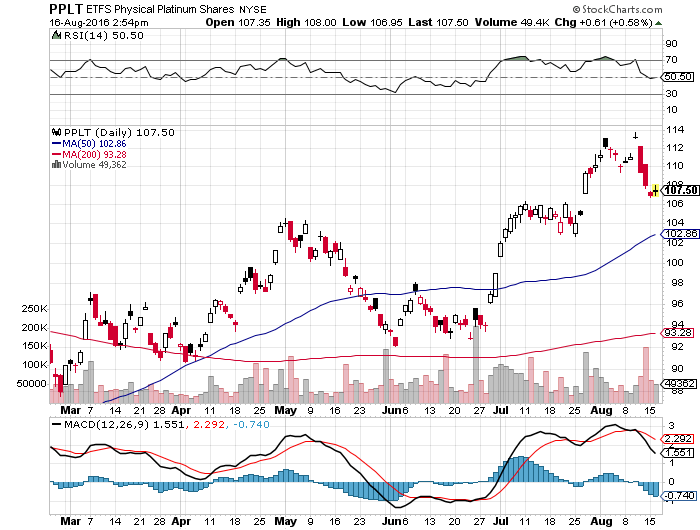 PPLT ETFS Physical Platinum Shares NYSE © StockCharts.com
16-Aug-2016 2:54pm Open 107.35 High 108.00 Low 106.95 Last 107.50 Volume 49.4K Chg +0.61 (+0.58%)
RSI(14) 50.50
90
70
50.50
30
10
PPLT (Daily) 107.50
MA(50) 102.86
MA(200) 93.28
Volume 49,362
114
112
110
108
107.50
106
104
102.86
102
100
98
96
94
93.28
92
90
88
250K
200K
150K
100K
50000
49362
Mar 7 14 21 28 Apr 11 18 25 May 9 16 23 Jun 6 13 20 27 Jul 11 18 25 Aug 8 15
MACD(12,26,9) 1.551, 2.292, -0.740
3
2.292
1.551
1
0
-0.740
-1
Mar 7 14 21 28 Apr 11 18 25 May 9 16 23 Jun 6 13 20 27 Jul 11 18 25 Aug 8 15